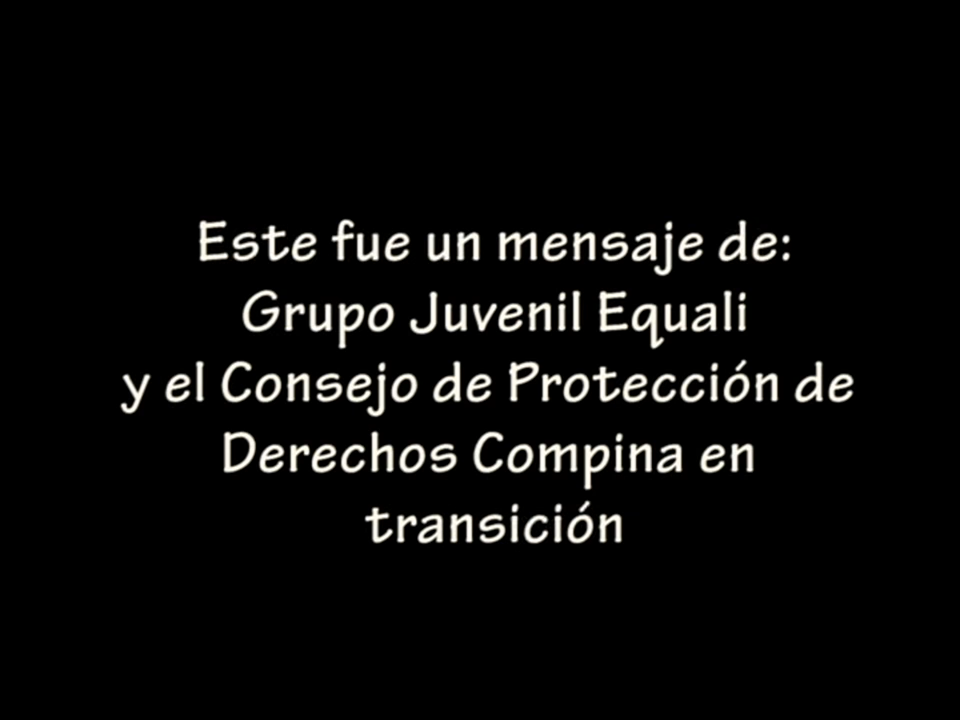 Este fue un mensaje de:
Grupo Juvenil Equali
y el Consejo de Protección de
Derechos Compina en
transición